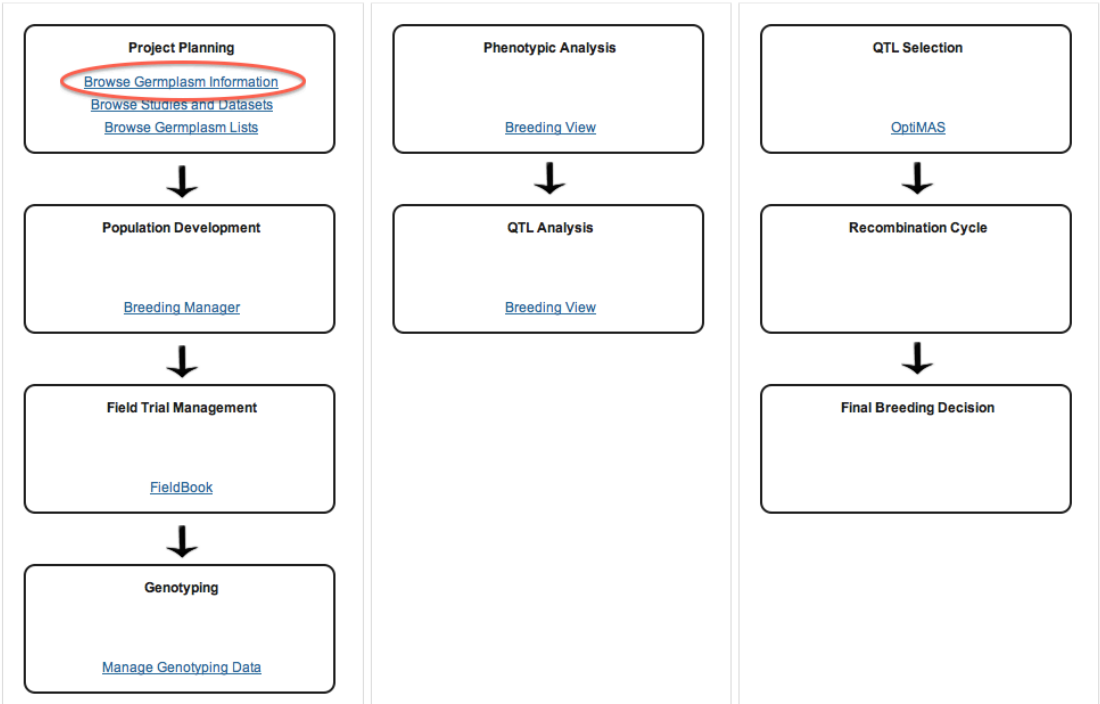 Project Planning
Browse Germplasm Information
Browse Studies and Datasets
Browse Germplasm Lists
Population Development
Breeding Manager
Field Trial Management
FieldBook
Genotyping
Manage Genotyping Data
Phenotypic Analysis
Breeding View
QTL Analysis
Breeding View
QTL Selection
OptiMAS
Recombination Cycle
Final Breeding Decision